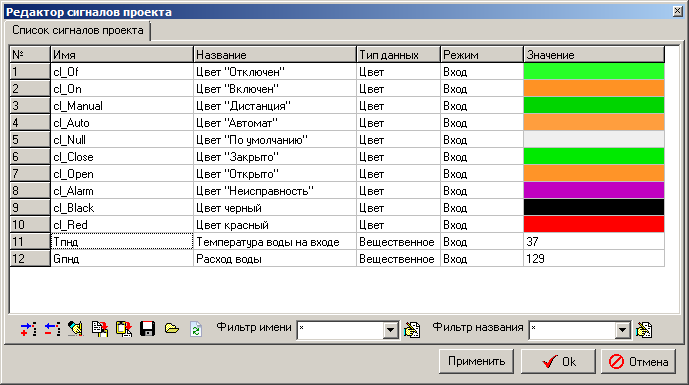 Редактор сигналов проекта
Список сигналов проекта
№ Имя Название Тип данных Режим Значение
1 cl_Of Цвет "Отключен" Цвет Вход
2 cl_On Цвет "Включен" Цвет Вход
3 cl_Manual Цвет "Дистанция" Цвет Вход
4 cl_Auto Цвет "Автомат" Цвет Вход
5 cl_Null Цвет "По умолчанию" Цвет Вход
6 cl_Close Цвет "Закрыто" Цвет Вход
7 cl_Open Цвет "Открыто" Цвет Вход
8 cl_Alarm Цвет "Неисправность" Цвет Вход
9 cl_Black Цвет черный Цвет Вход
10 cl_Red Цвет красный Цвет Вход
11 Тпнд Температура воды на входе Вещественное Вход 37
12 Gпнд Расход воды Вещественное Вход 129
Фильтр имени * Фильтр названия *
Применить Ok Отмена